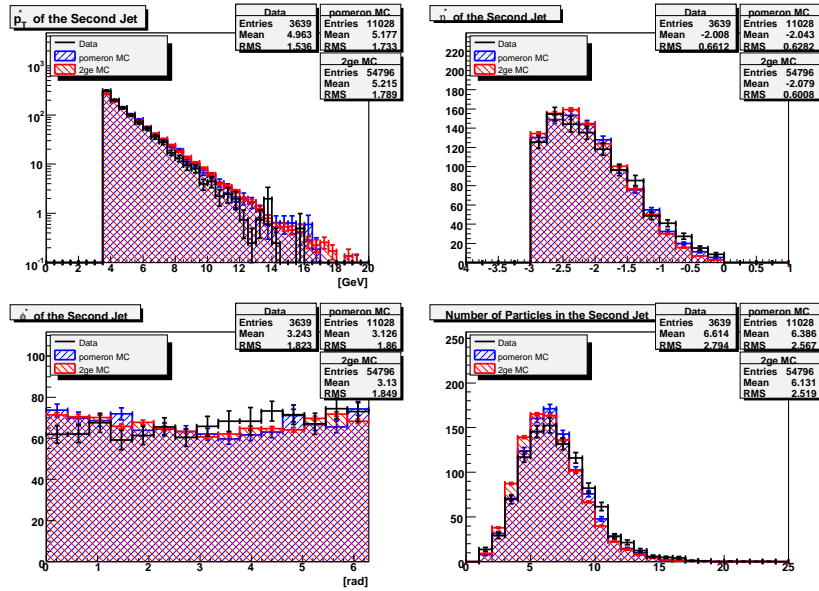 p*T of the Second Jet
Data
Entries 3639
Mean 4.963
RMS 1.536
pomeron MC
Entries 11028
Mean 5.177
RMS 1.733
2ge MC
Entries 54796
Mean 5.215
RMS 1.789
Data
pomeron MC
2ge MC
10³
10²
10
1
10⁻¹
0 2 4 6 8 10 12 14 16 18 20
[GeV]
η* of the Second Jet
Data
Entries 3639
Mean -2.008
RMS 0.6612
pomeron MC
Entries 11028
Mean -2.043
RMS 0.6282
2ge MC
Entries 54796
Mean -2.079
RMS 0.6008
Data
pomeron MC
2ge MC
220
200
180
160
140
120
100
80
60
40
20
0
-4 -3.5 -3 -2.5 -2 -1.5 -1 -0.5 0 0.5 1
ϕ* of the Second Jet
Data
Entries 3639
Mean 3.243
RMS 1.823
pomeron MC
Entries 11028
Mean 3.126
RMS 1.86
2ge MC
Entries 54796
Mean 3.13
RMS 1.849
Data
pomeron MC
2ge MC
100
80
60
40
20
0
0 1 2 3 4 5 6
[rad]
Number of Particles in the Second Jet
Data
Entries 3639
Mean 6.614
RMS 2.794
pomeron MC
Entries 11028
Mean 6.386
RMS 2.567
2ge MC
Entries 54796
Mean 6.131
RMS 2.519
Data
pomeron MC
2ge MC
250
200
150
100
50
0
0 5 10 15 20 25